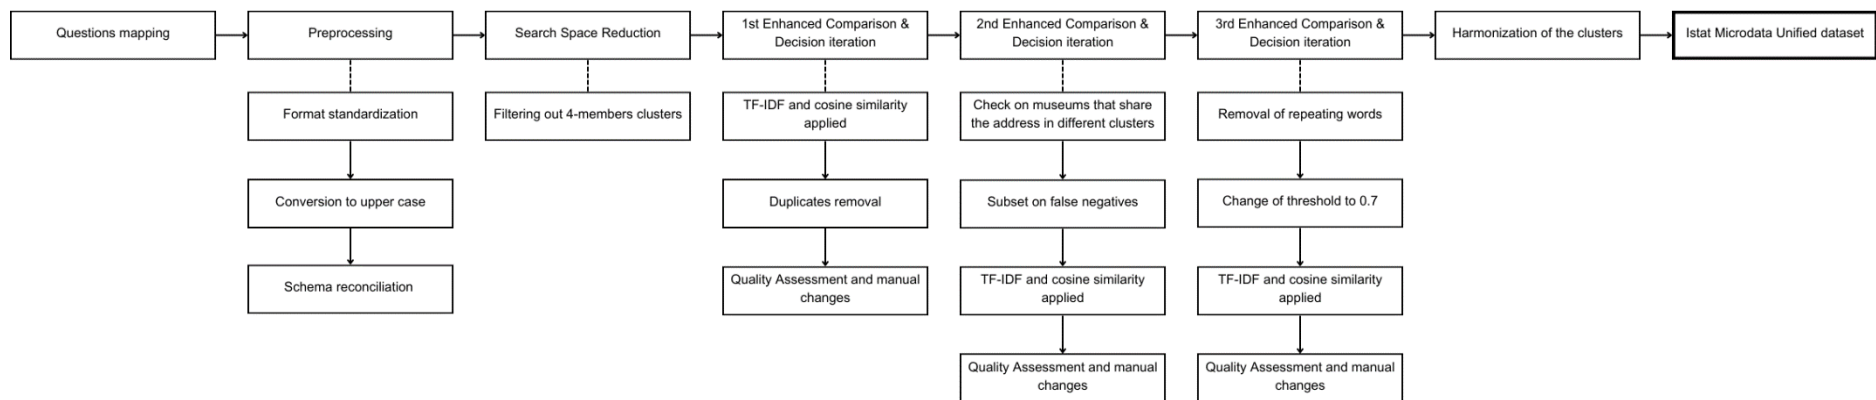 Questions mapping
Preprocessing
Search Space Reduction
1st Enhanced Comparison &
Decision iteration
2nd Enhanced Comparison &
Decision iteration
3rd Enhanced Comparison &
Decision iteration
Harmonization of the clusters
Istat Microdata Unified dataset
Format standardization
Conversion to upper case
Schema reconciliation
Filtering out 4-members clusters
TF-IDF and cosine similarity
applied
Duplicates removal
Quality Assessment and manual
changes
Check on museums that share
the address in different clusters
Subset on false negatives
TF-IDF and cosine similarity
applied
Quality Assessment and manual
changes
Removal of repeating words
Change of threshold to 0.7
TF-IDF and cosine similarity
applied
Quality Assessment and manual
changes